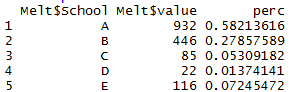 Melt$School Melt$value perc
1 A 932 0.58213616
2 B 446 0.27857589
3 C 85 0.05309182
4 D 22 0.01374141
5 E 116 0.07245472